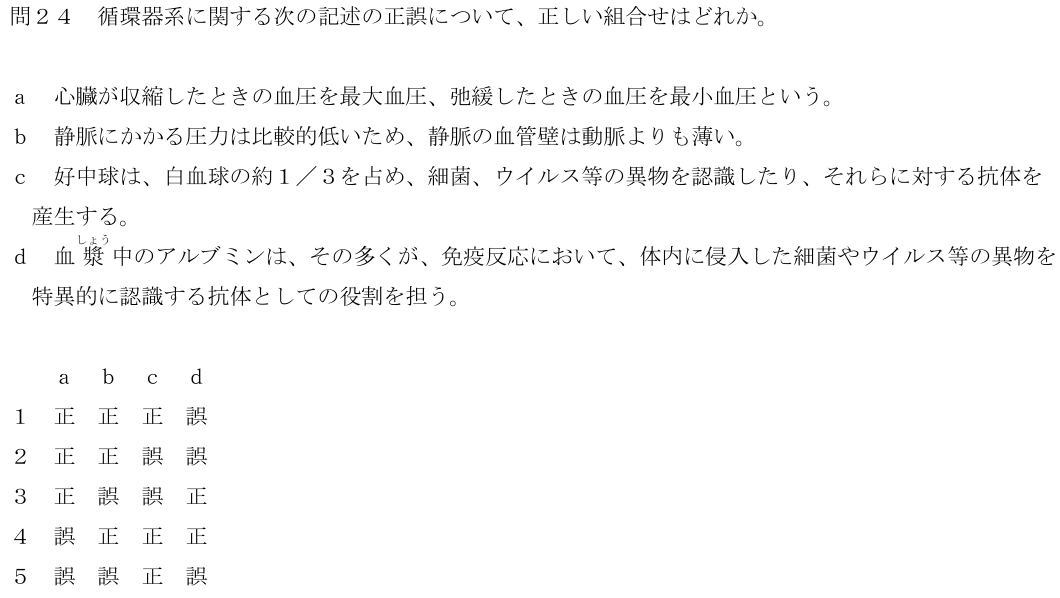 問２４　循環器系に関する次の記述の正誤について、正しい組合せはどれか。
ａ　心臓が収縮したときの血圧を最大血圧、弛緩したときの血圧を最小血圧という。
ｂ　静脈にかかる圧力は比較的低いため、静脈の血管壁は動脈よりも薄い。
ｃ　好中球は、白血球の約１／３を占め、細菌、ウイルス等の異物を認識したり、それらに対する抗体を
産生する。
しょう
ｄ　血漿中のアルブミンは、その多くが、免疫反応において、体内に侵入した細菌やウイルス等の異物を
特異的に認識する抗体としての役割を担う。
ａ　ｂ　ｃ　ｄ
１　正　正　正　誤
２　正　正　誤　誤
３　正　誤　誤　正
４　誤　正　正　正
５　誤　誤　正　誤